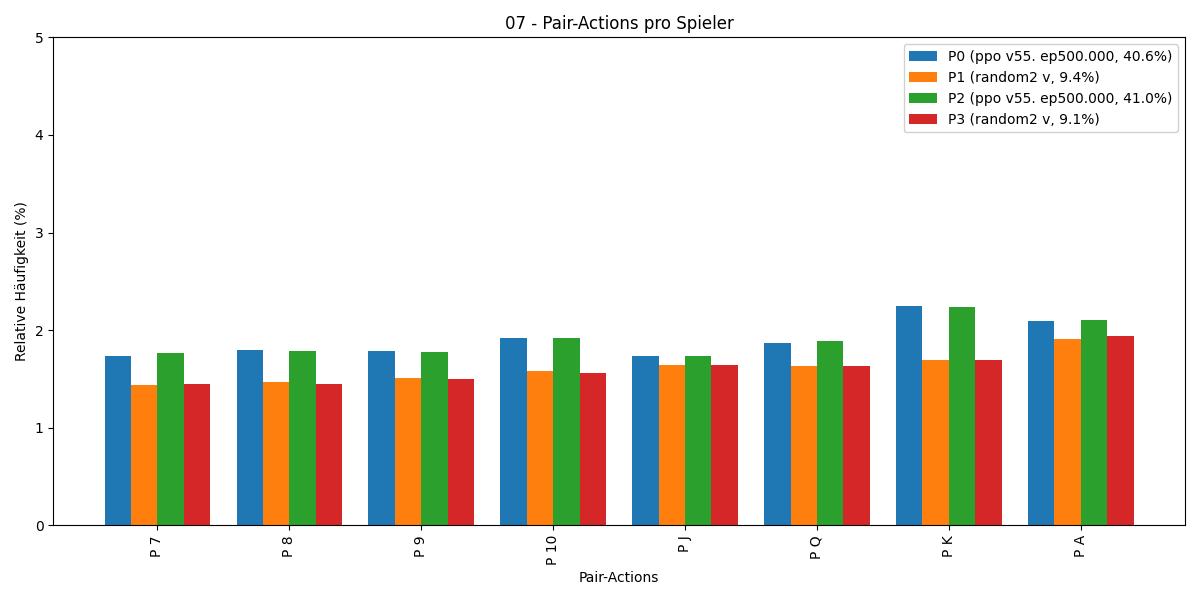 07 - Pair-Actions pro Spieler
P0 (ppo v55. ep500.000, 40.6%)
P1 (random2 v, 9.4%)
P2 (ppo v55. ep500.000, 41.0%)
P3 (random2 v, 9.1%)
Relative Häufigkeit (%)
5
4
3
2
1
0
P 7
P 8
P 9
P 10
P J
P Q
P K
P A
Pair-Actions